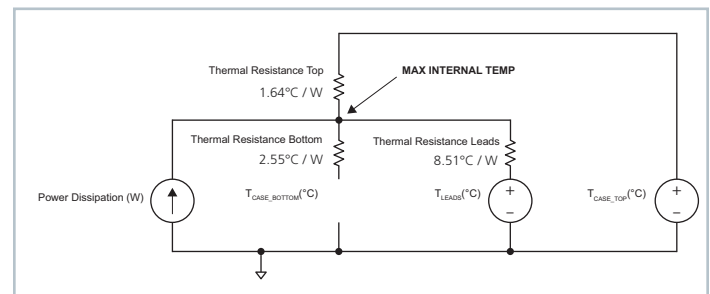 Thermal Resistance Top
1.64°C / W
MAX INTERNAL TEMP
Thermal Resistance Bottom
2.55°C / W
Thermal Resistance Leads
8.51°C / W
Power Dissipation (W)
TCASE_BOTTOM(°C)
TLEADS(°C)
+
–
TCASE_TOP(°C)
+
–